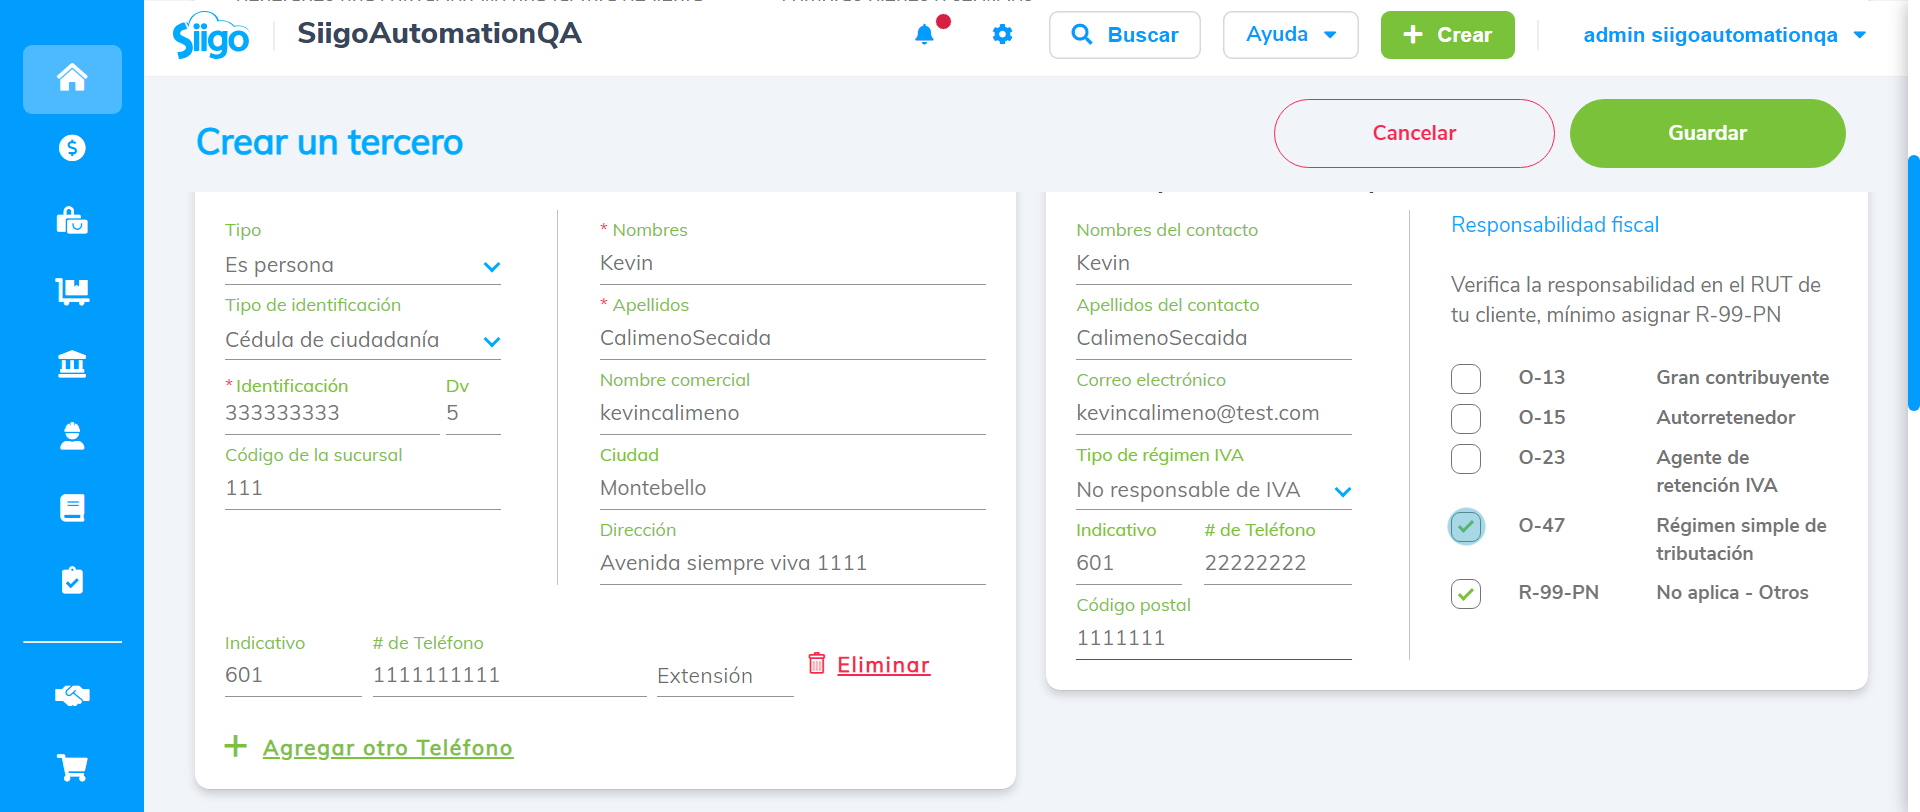 Siigo
SiigoAutomationQA
Buscar
Ayuda
Crear
admin siigoautomationqa
Crear un tercero
Cancelar
Guardar
Tipo
Es persona
Tipo de identificación
Cédula de ciudadanía
* Identificación
Dv
333333333
5
Código de la sucursal
111
* Nombres
Kevin
* Apellidos
CalimenoSecaida
Nombre comercial
kevincalimeno
Ciudad
Montebello
Dirección
Avenida siempre viva 1111
Indicativo
# de Teléfono
601
1111111111
Extensión
Eliminar
Agregar otro Teléfono
Nombres del contacto
Kevin
Apellidos del contacto
CalimenoSecaida
Correo electrónico
kevincalimeno@test.com
Tipo de régimen IVA
No responsable de IVA
Indicativo
# de Teléfono
601
22222222
Código postal
1111111
Responsabilidad fiscal
Verifica la responsabilidad en el RUT de
tu cliente, mínimo asignar R-99-PN
O-13 Gran contribuyente
O-15 Autorretenedor
O-23 Agente de
retención IVA
O-47 Régimen simple de
tributación
R-99-PN No aplica - Otros